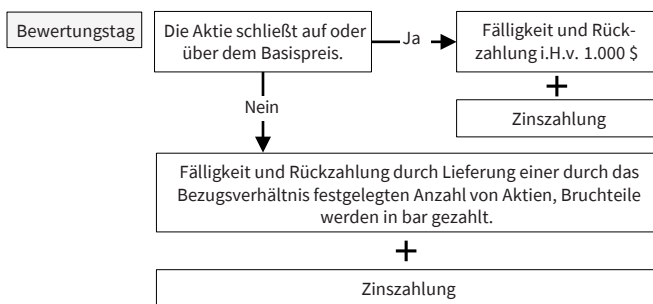 Bewertungstag
Die Aktie schließt auf oder
über dem Basispreis.
Ja
Fälligkeit und Rück-
zahlung i.H.v. 1.000 $
+
Zinszahlung
Nein
Fälligkeit und Rückzahlung durch Lieferung einer durch das
Bezugsverhältnis festgelegten Anzahl von Aktien, Bruchteile
werden in bar gezahlt.
+
Zinszahlung